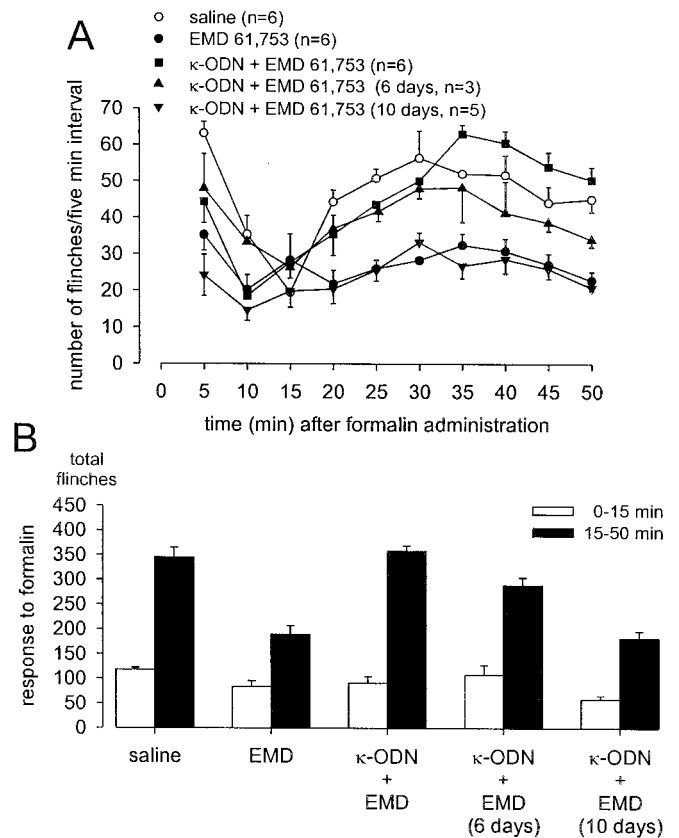 A
saline (n=6)
EMD 61,753 (n=6)
κ-ODN + EMD 61,753 (n=6)
κ-ODN + EMD 61,753 (6 days, n=3)
κ-ODN + EMD 61,753 (10 days, n=5)
number of flinches/five min interval
70
60
50
40
30
20
10
0
0 5 10 15 20 25 30 35 40 45 50
time (min) after formalin administration
B
total
flinches
response to formalin
450
400
350
300
250
200
150
100
50
0
0-15 min
15-50 min
saline EMD κ-ODN κ-ODN κ-ODN
+ + +
EMD EMD EMD
(6 days) (10 days)